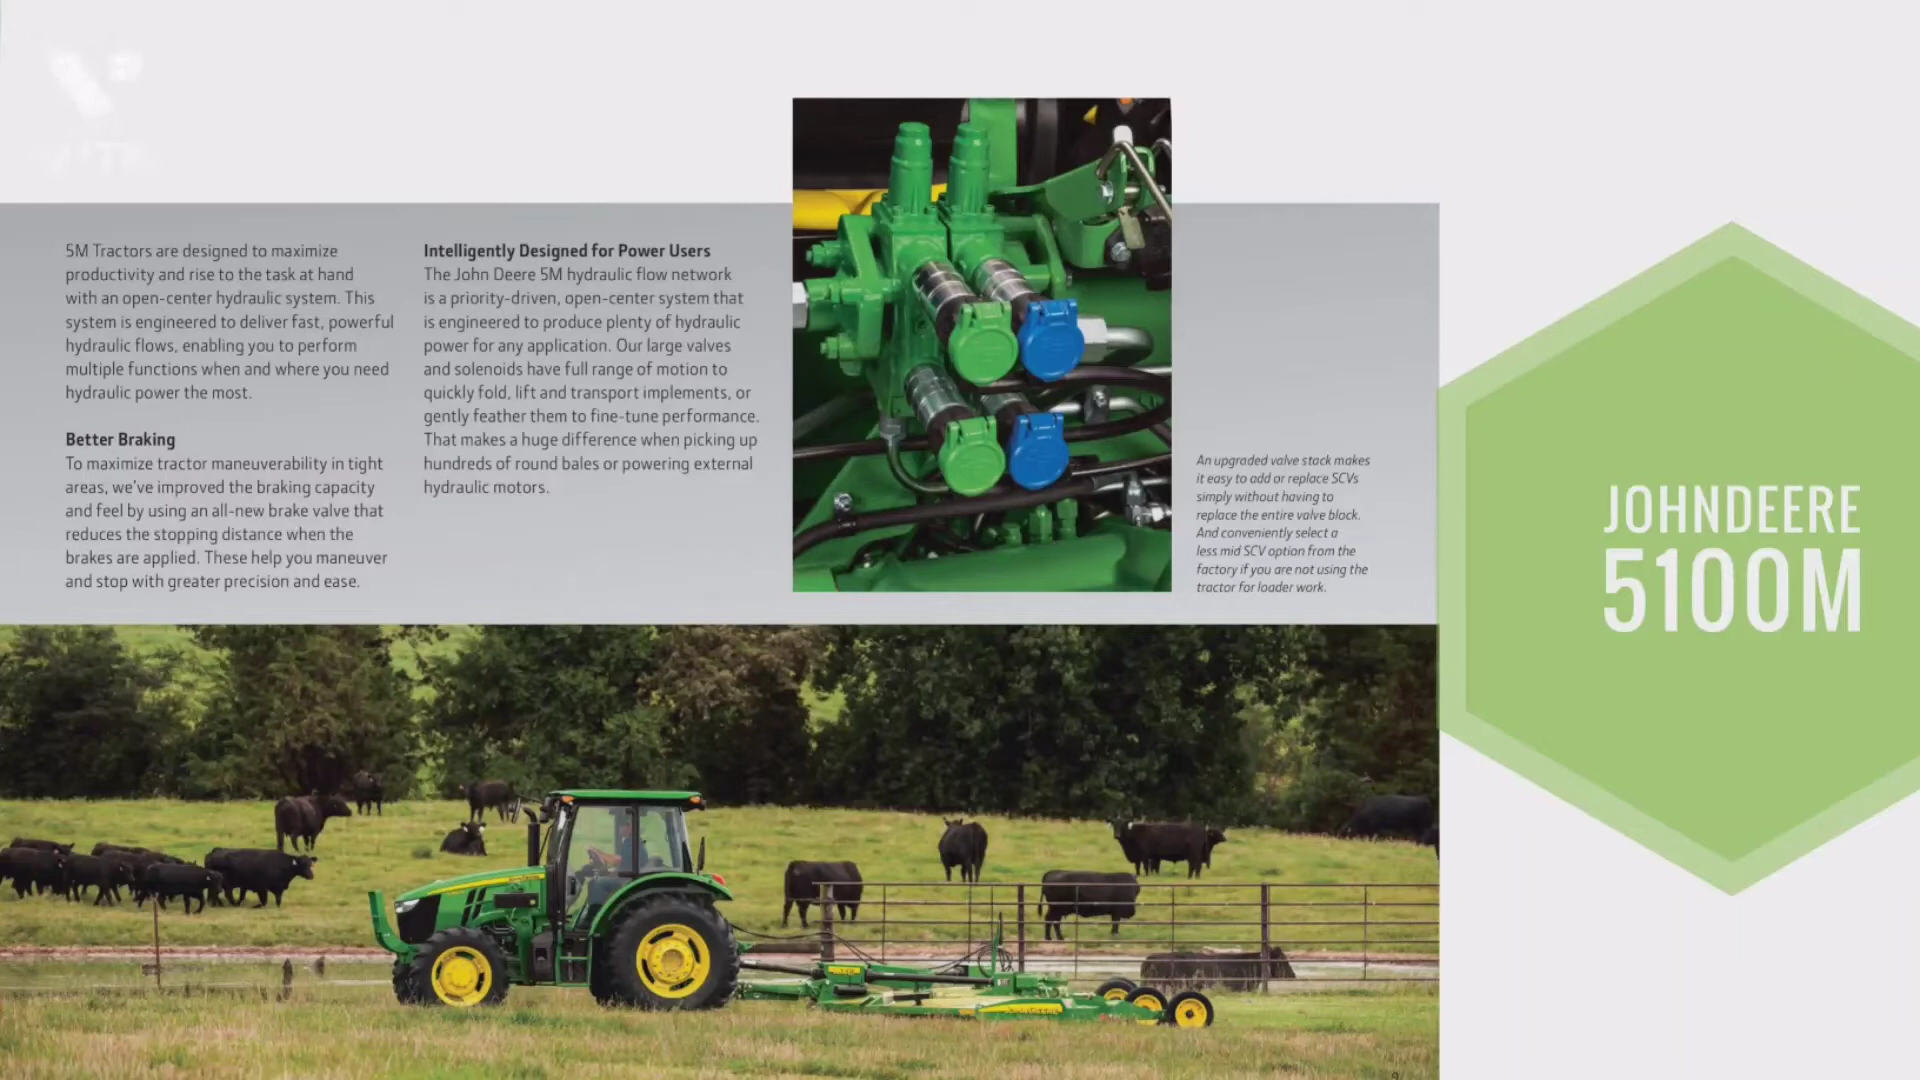 5M Tractors are designed to maximize
productivity and rise to the task at hand
with an open-center hydraulic system. This
system is engineered to deliver fast, powerful
hydraulic flows, enabling you to perform
multiple functions when and where you need
hydraulic power the most.
Better Braking
To maximize tractor maneuverability in tight
areas, we've improved the braking capacity
and feel by using an all-new brake valve that
reduces the stopping distance when the
brakes are applied. These help you maneuver
and stop with greater precision and ease.
Intelligently Designed for Power Users
The John Deere 5M hydraulic flow network
is a priority-driven, open-center system that
is engineered to produce plenty of hydraulic
power for any application. Our large valves
and solenoids have full range of motion to
quickly fold, lift and transport implements, or
gently feather them to fine-tune performance.
That makes a huge difference when picking up
hundreds of round bales or powering external
hydraulic motors.
An upgraded valve stack makes
it easy to add or replace SCVs
simply without having to
replace the entire valve block.
And conveniently select a
less mid SCV option from the
factory if you are not using the
tractor for loader work.
JOHNDEERE
5100M